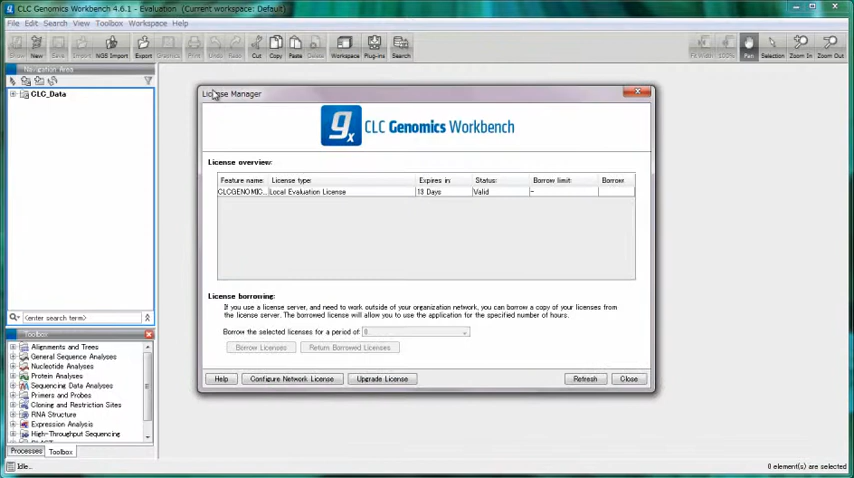 CLC Genomics Workbench 4.6.1 - Evaluation (Current workspace: Default)
File Edit Search View Toolbox Workspace Help
Show New Save Import NGS Import Export Graphics Print Undo Redo Cut Copy Paste Delete Workspace Plug-ins Search Fit Width 100% Pan Selection Zoom In Zoom Out
Navigation Area
CLC_Data
<enter search term>
Toolbox
Alignments and Trees
General Sequence Analyses
Nucleotide Analyses
Protein Analyses
Sequencing Data Analyses
Primers and Probes
Cloning and Restriction Sites
RNA Structure
Expression Analysis
High-Throughput Sequencing
Processes Toolbox
Idle...
0 element(s) are selected
License Manager
gx CLC Genomics Workbench
License overview:
Feature name: License type: Expires in: Status: Borrow limit: Borrow:
CLCGENOMIC... Local Evaluation License 13 Days Valid -
License borrowing:
If you use a license server, and need to work outside of your organization network, you can borrow a copy of your licenses from
the license server. The borrowed license will allow you to use the application for the specified number of hours.
Borrow the selected licenses for a period of: 8
Borrow Licenses Return Borrowed Licenses
Help Configure Network License Upgrade License Refresh Close